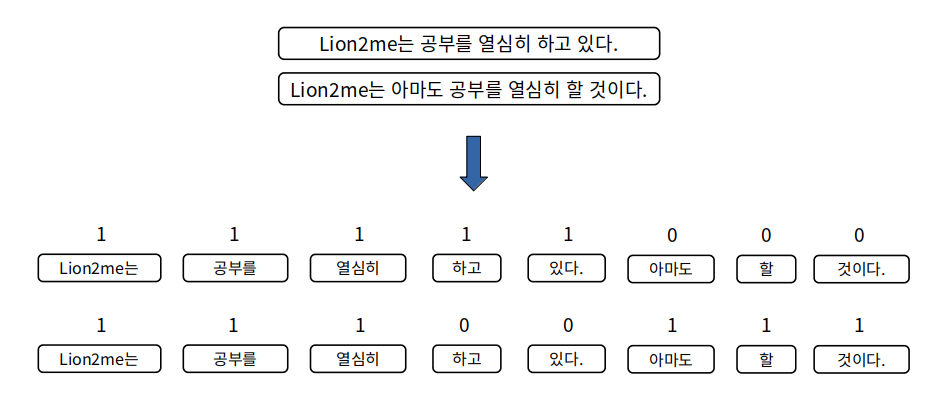 Lion2me는 공부를 열심히 하고 있다.
Lion2me는 아마도 공부를 열심히 할 것이다.
1 1 1 1 1 0 0 0
Lion2me는 공부를 열심히 하고 있다. 아마도 할 것이다.
1 1 1 0 0 1 1 1
Lion2me는 공부를 열심히 하고 있다. 아마도 할 것이다.